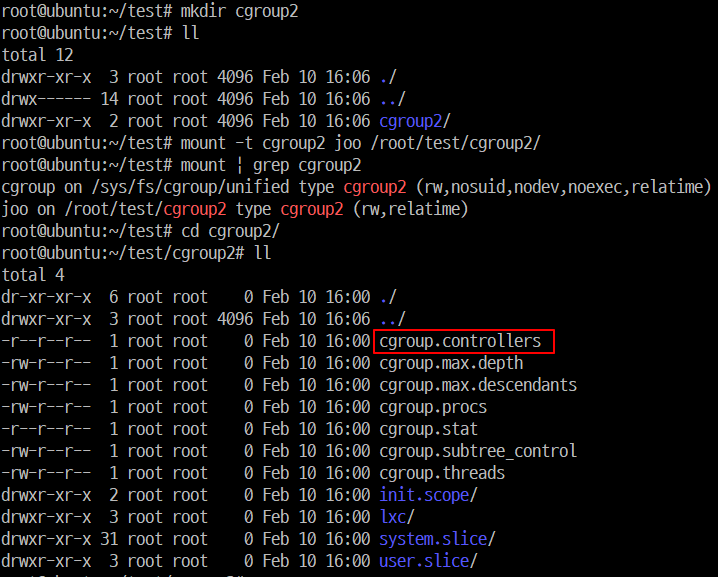 root@ubuntu:~/test# mkdir cgroup2
root@ubuntu:~/test# ll
total 12
drwxr-xr-x  3 root root 4096 Feb 10 16:06 ./
drwx------ 14 root root 4096 Feb 10 16:06 ../
drwxr-xr-x  2 root root 4096 Feb 10 16:06 cgroup2/
root@ubuntu:~/test# mount -t cgroup2 joo /root/test/cgroup2/
root@ubuntu:~/test# mount | grep cgroup2
cgroup on /sys/fs/cgroup/unified type cgroup2 (rw,nosuid,nodev,noexec,relatime)
joo on /root/test/cgroup2 type cgroup2 (rw,relatime)
root@ubuntu:~/test# cd cgroup2/
root@ubuntu:~/test/cgroup2# ll
total 4
dr-xr-xr-x  6 root root    0 Feb 10 16:00 ./
drwxr-xr-x  3 root root 4096 Feb 10 16:06 ../
-r--r--r--  1 root root    0 Feb 10 16:00 cgroup.controllers
-rw-r--r--  1 root root    0 Feb 10 16:00 cgroup.max.depth
-rw-r--r--  1 root root    0 Feb 10 16:00 cgroup.max.descendants
-rw-r--r--  1 root root    0 Feb 10 16:00 cgroup.procs
-r--r--r--  1 root root    0 Feb 10 16:00 cgroup.stat
-rw-r--r--  1 root root    0 Feb 10 16:00 cgroup.subtree_control
-rw-r--r--  1 root root    0 Feb 10 16:00 cgroup.threads
drwxr-xr-x  2 root root    0 Feb 10 16:00 init.scope/
drwxr-xr-x  3 root root    0 Feb 10 16:00 lxc/
drwxr-xr-x 31 root root    0 Feb 10 16:00 system.slice/
drwxr-xr-x  3 root root    0 Feb 10 16:00 user.slice/